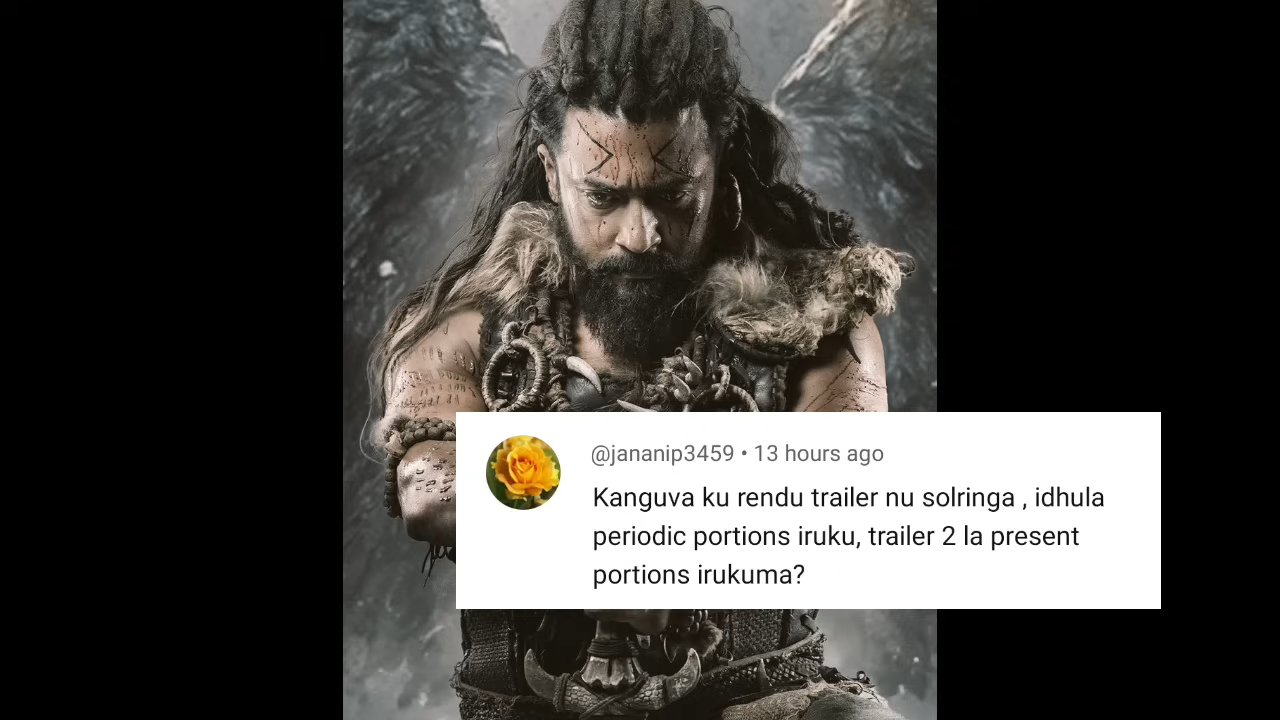 @jananip3459 • 13 hours ago
Kanguva ku rendu trailer nu solringa , idhula
periodic portions iruku, trailer 2 la present
portions irukuma?